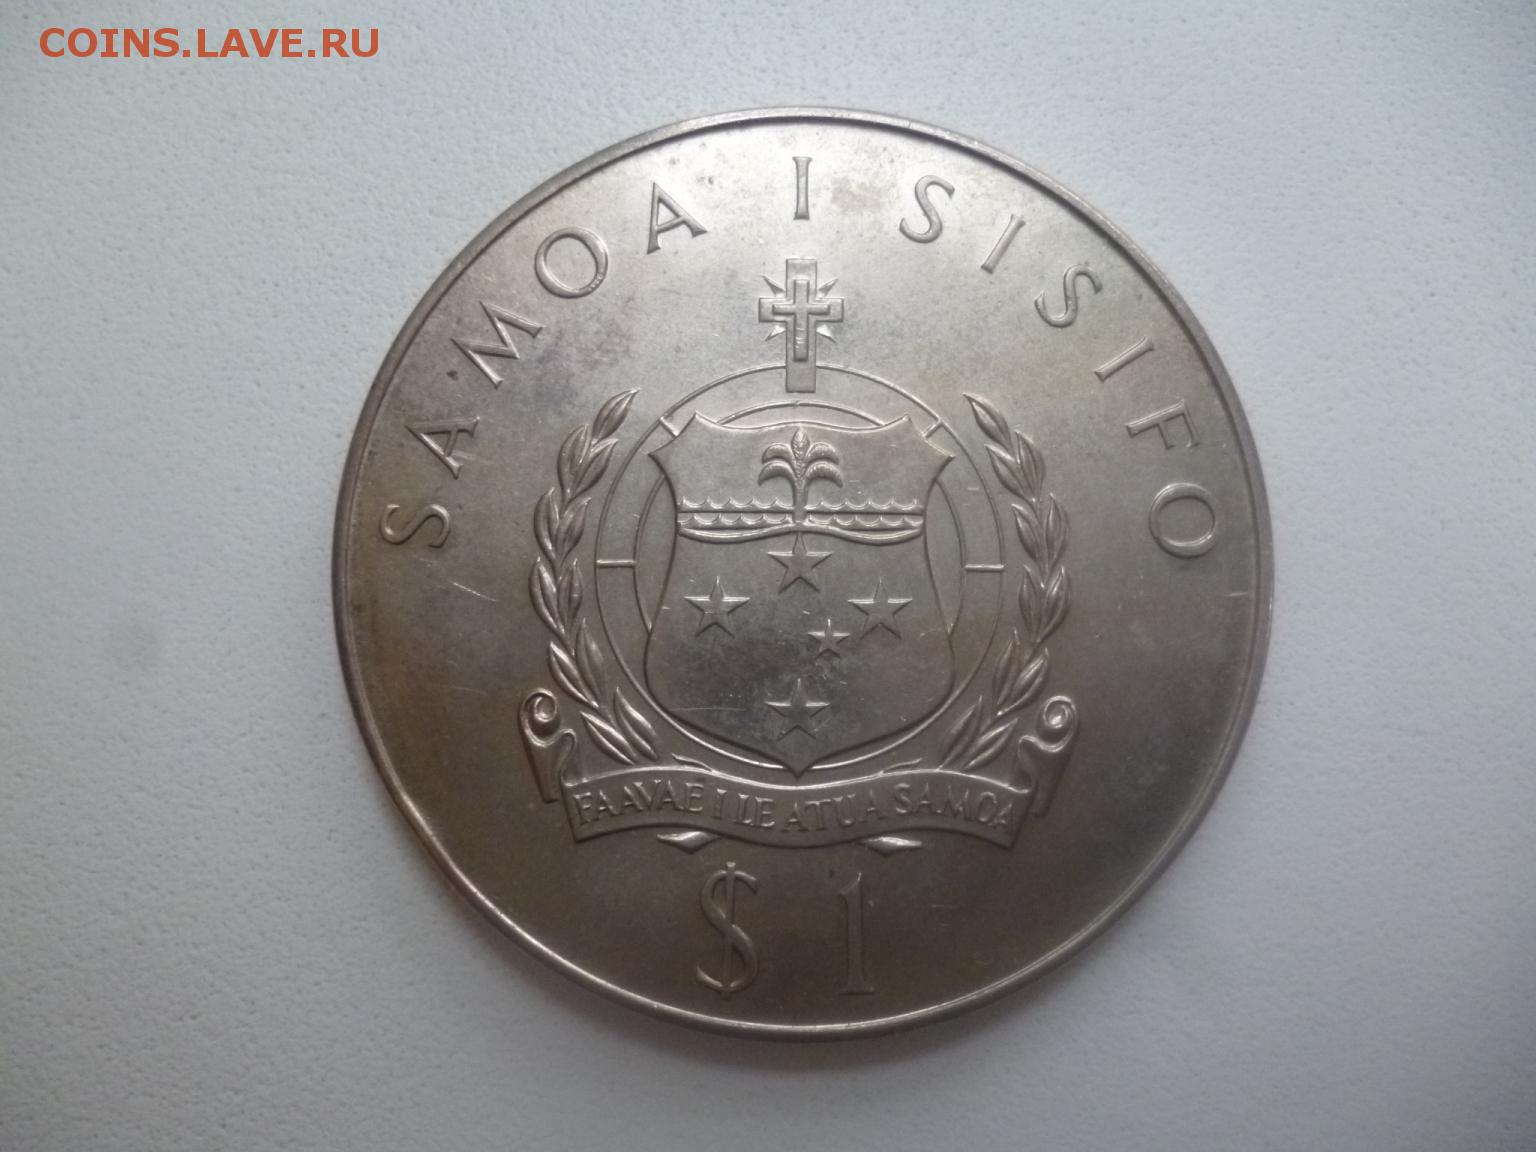 COINS.LAVE.RU
SAMOA I SISIFO
FAAVAE I LE ATUA SAMOA
$ 1